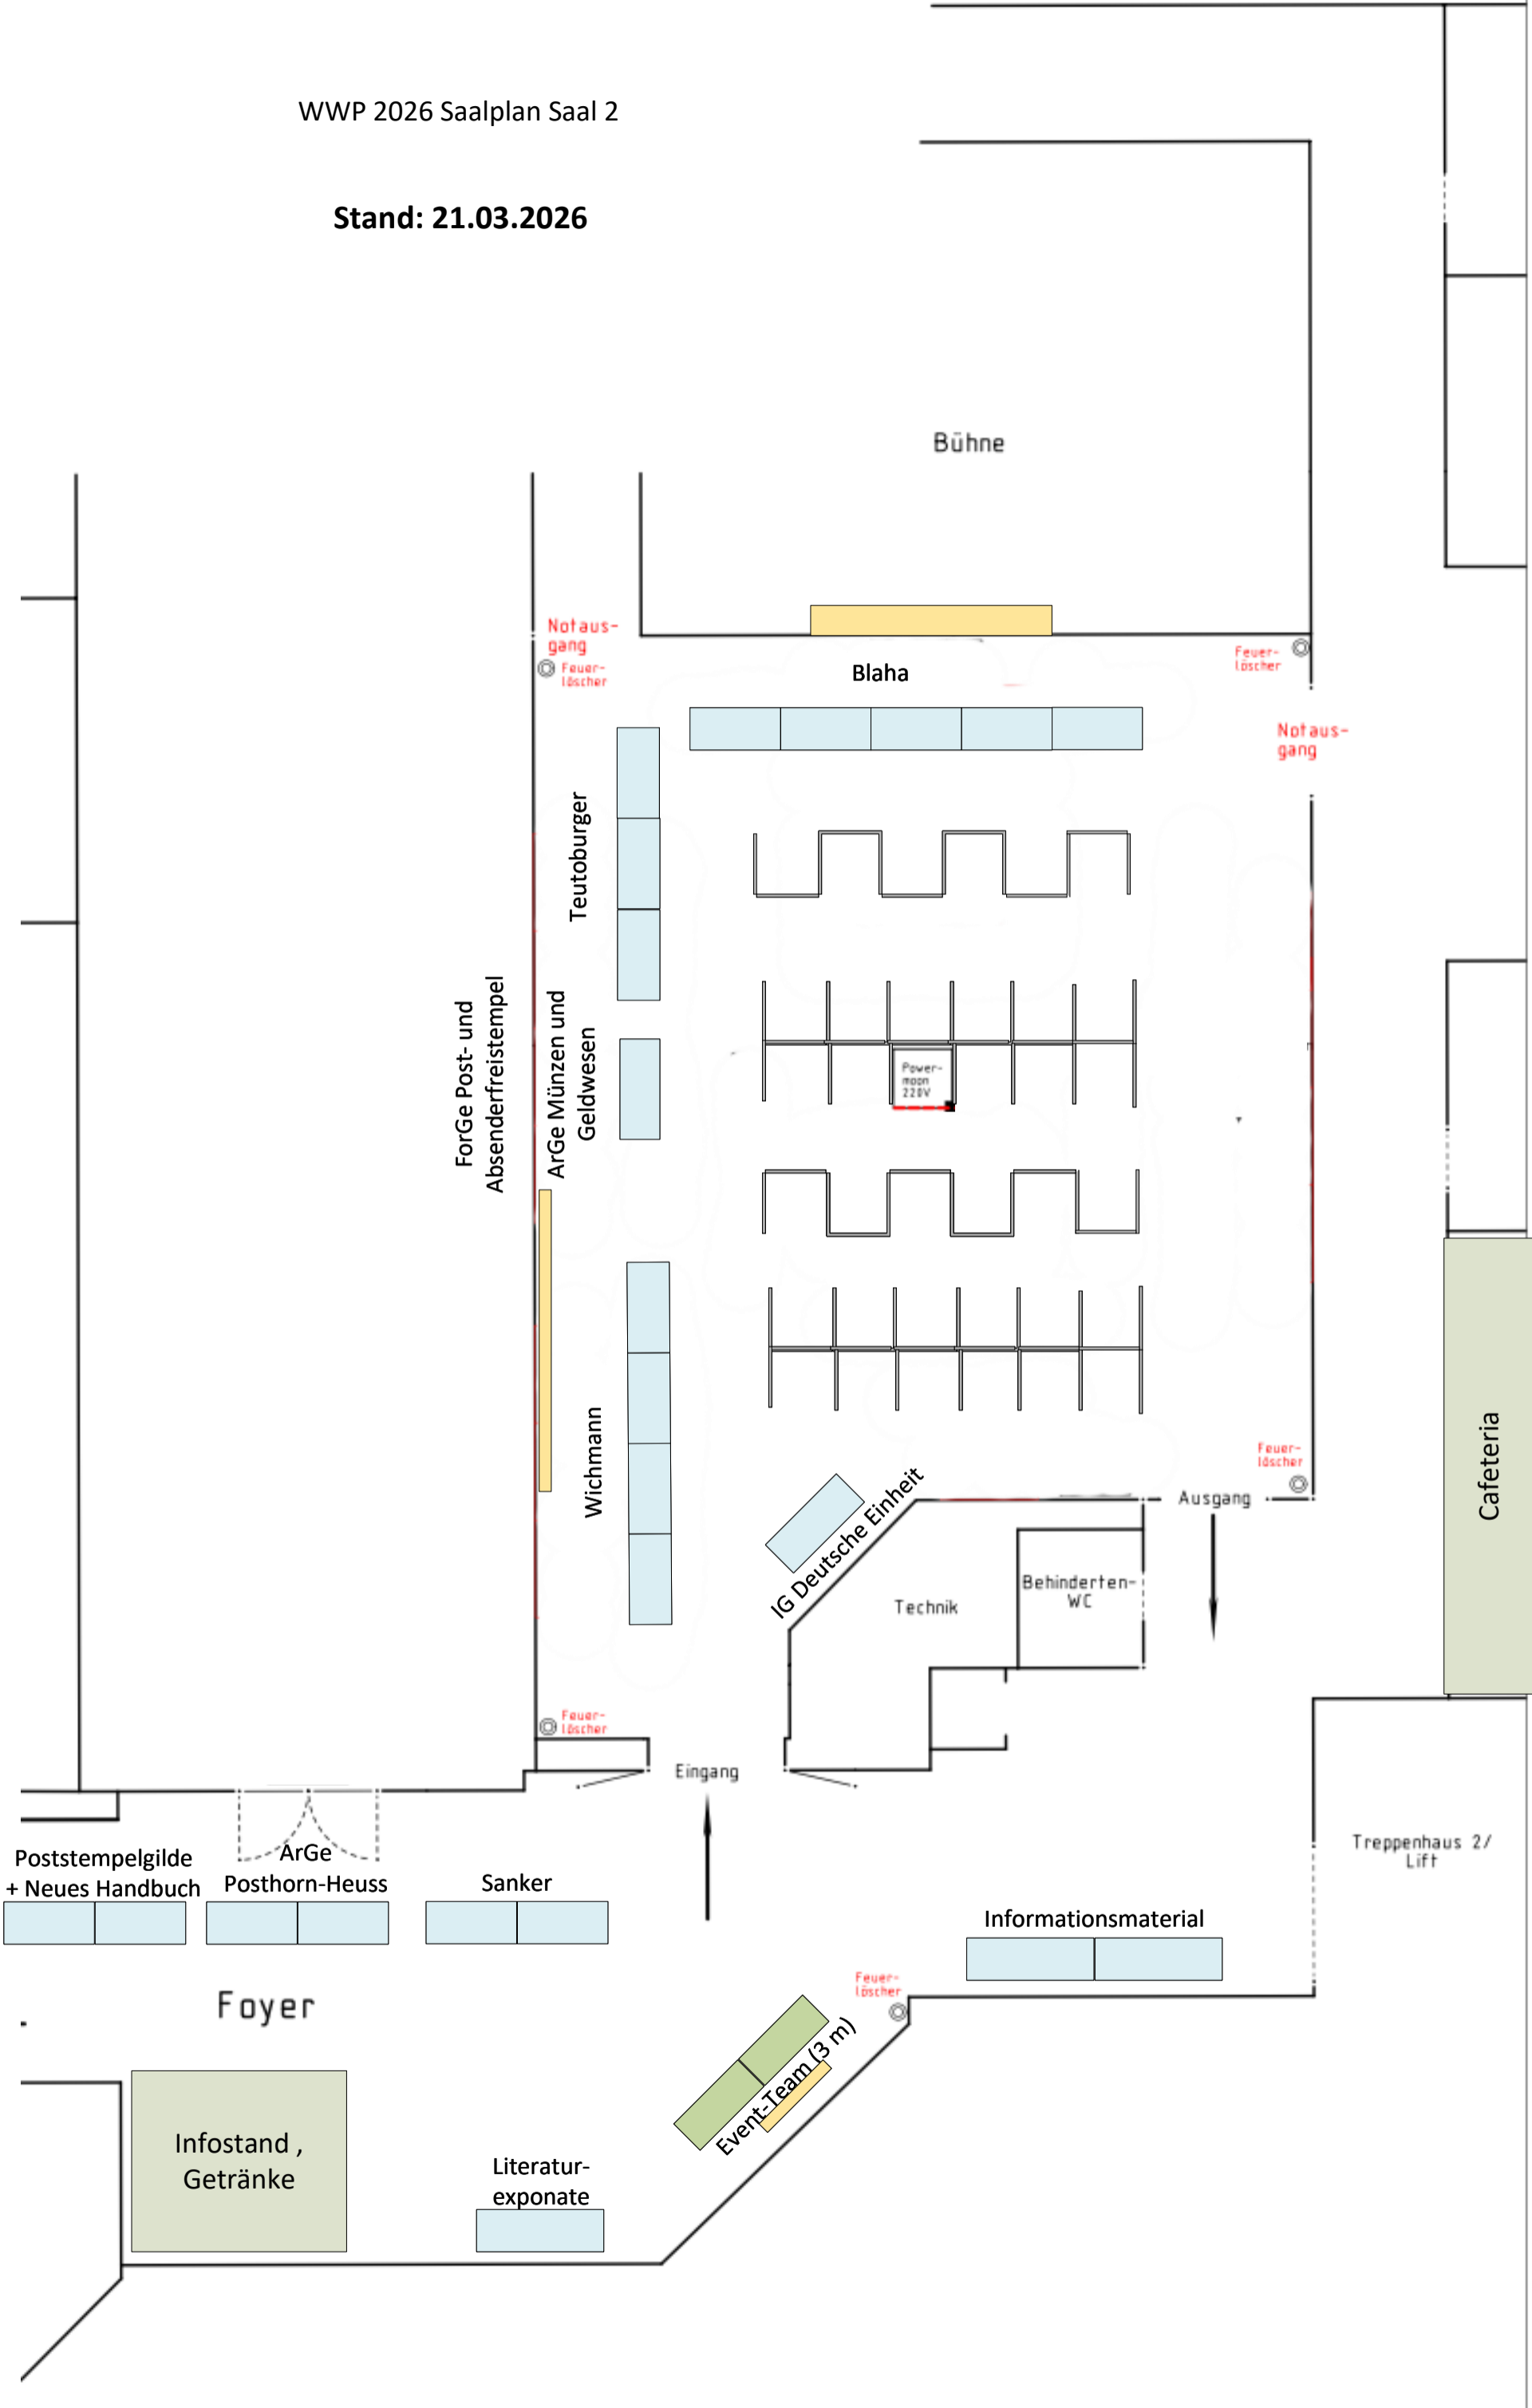 WWP 2026 Saalplan Saal 2
Stand: 21.03.2026
Bühne
Notaus-
gang
Feuer-
löscher
Feuer-
löscher
Blaha
Notaus-
gang
Teutoburger
ForGe Post- und
Absenderfreistempel
ArGe Münzen und
Geldwesen
Power-
moon
220V
Wichmann
Cafeteria
Feuer-
löscher
IG Deutsche Einheit
Ausgang
Behinderten-
WC
Technik
Feuer-
löscher
Eingang
Treppenhaus 2/
Lift
Poststempelgilde
+ Neues Handbuch
ArGe
Posthorn-Heuss
Sanker
Informationsmaterial
Feuer-
löscher
Foyer
Event-Team (3 m)
Infostand ,
Getränke
Literatur-
exponate